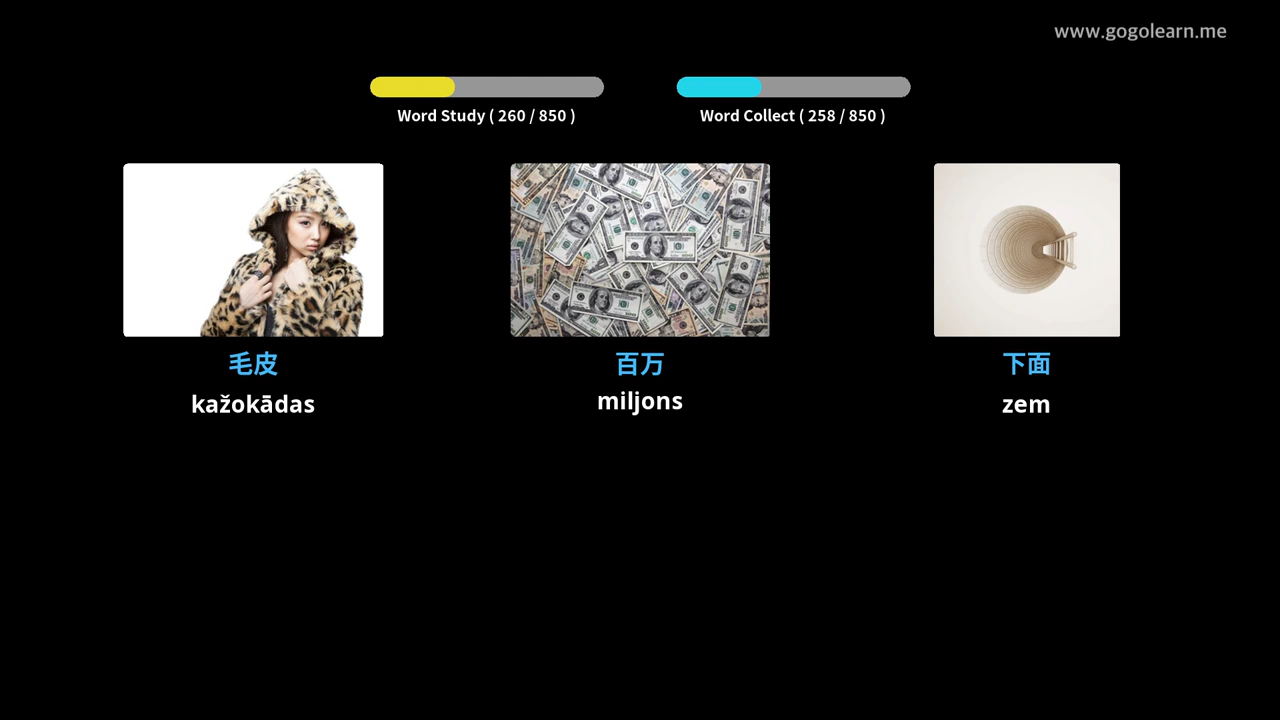 www.gogolearn.me
Word Study ( 260 / 850 )
Word Collect ( 258 / 850 )
毛皮
百万
下面
kažokādas
miljons
zem